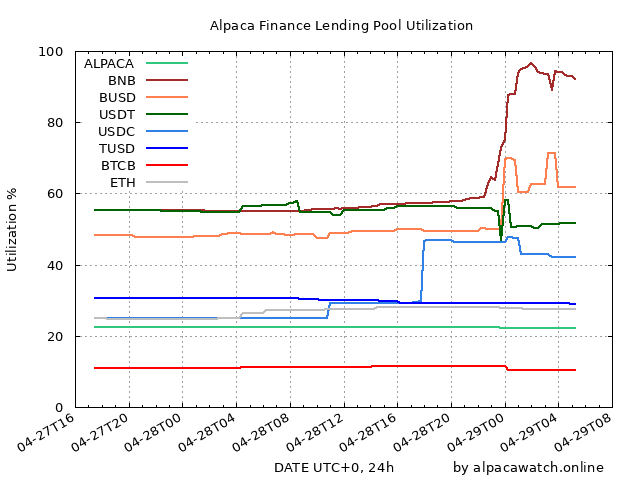 Alpaca Finance Lending Pool Utilization
100
80
60
40
20
0
Utilization %
ALPACA
BNB
BUSD
USDT
USDC
TUSD
BTCB
ETH
04-27T16
04-27T20
04-28T00
04-28T04
04-28T08
04-28T12
04-28T16
04-28T20
04-29T00
04-29T04
04-29T08
DATE UTC+0, 24h
by alpacawatch.online